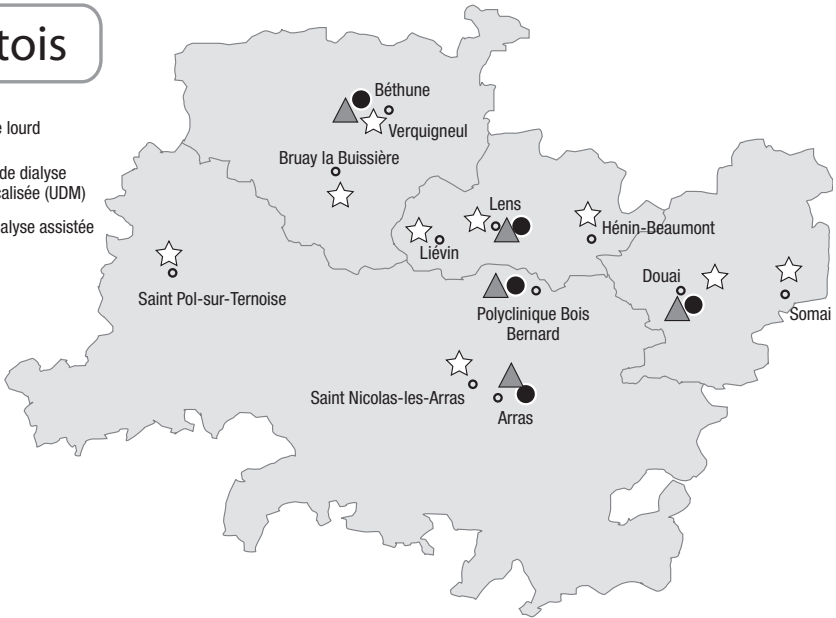 tois
e lourd
de dialyse
calisée (UDM)
alyse assistée
Béthune
Verquigneul
Bruay la Buissière
Lens
Liévin
Hénin-Beaumont
Saint Pol-sur-Ternoise
Douai
Somai
Polyclinique Bois
Bernard
Saint Nicolas-les-Arras
Arras